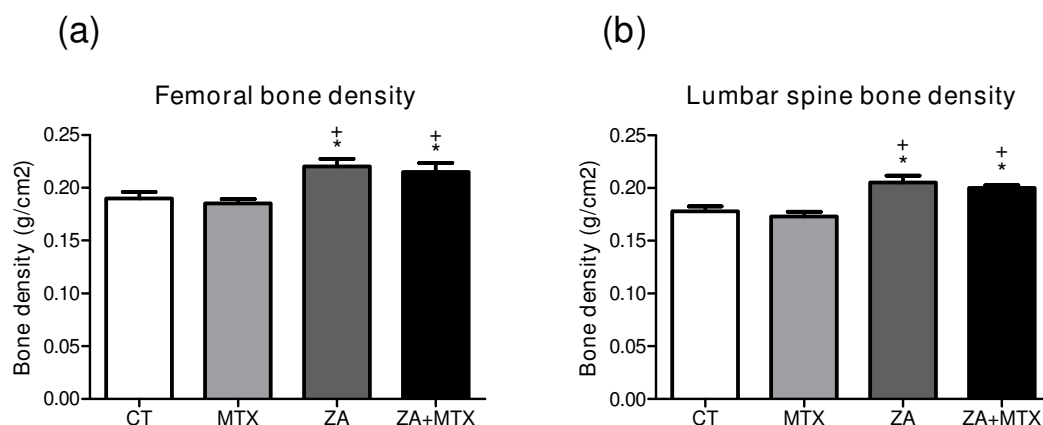 (a)
Femoral bone density
Bone density (g/cm2)
0.25
0.20
0.15
0.10
0.05
0.00
+
*
+
*
CT MTX ZA ZA+MTX
(b)
Lumbar spine bone density
Bone density (g/cm2)
0.25
0.20
0.15
0.10
0.05
0.00
+
*
+
*
CT MTX ZA ZA+MTX